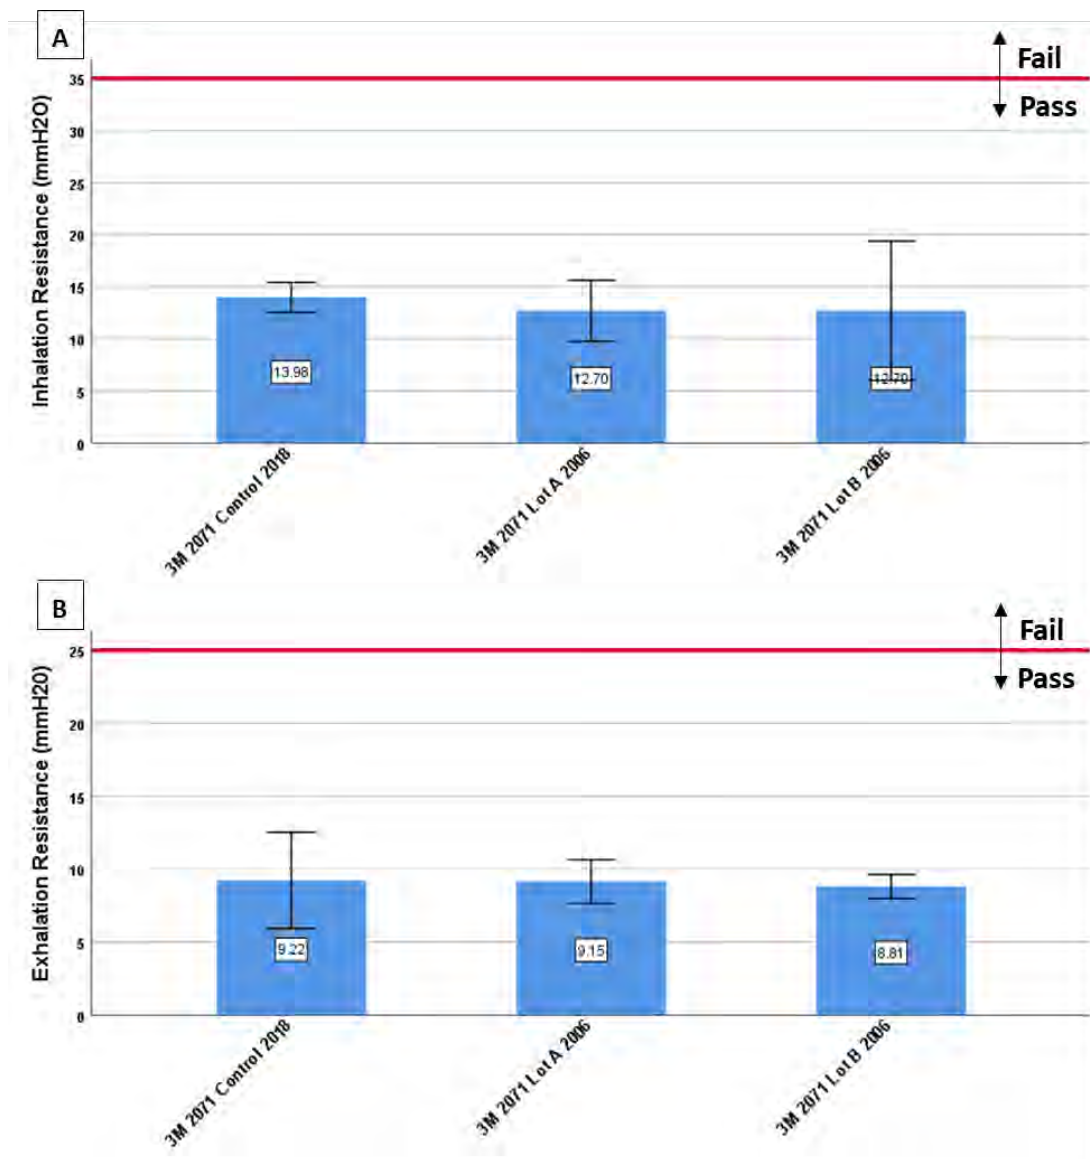 A
Fail
Pass
Inhalation Resistance (mmH2O)
35
30
25
20
15
10
5
0
13.98
12.70
12.70
3M 2071 Control 2018
3M 2071 Lot A 2006
3M 2071 Lot B 2006
B
Fail
Pass
Exhalation Resistance (mmH20)
25
20
15
10
5
0
9.22
9.15
8.81
3M 2071 Control 2018
3M 2071 Lot A 2006
3M 2071 Lot B 2006